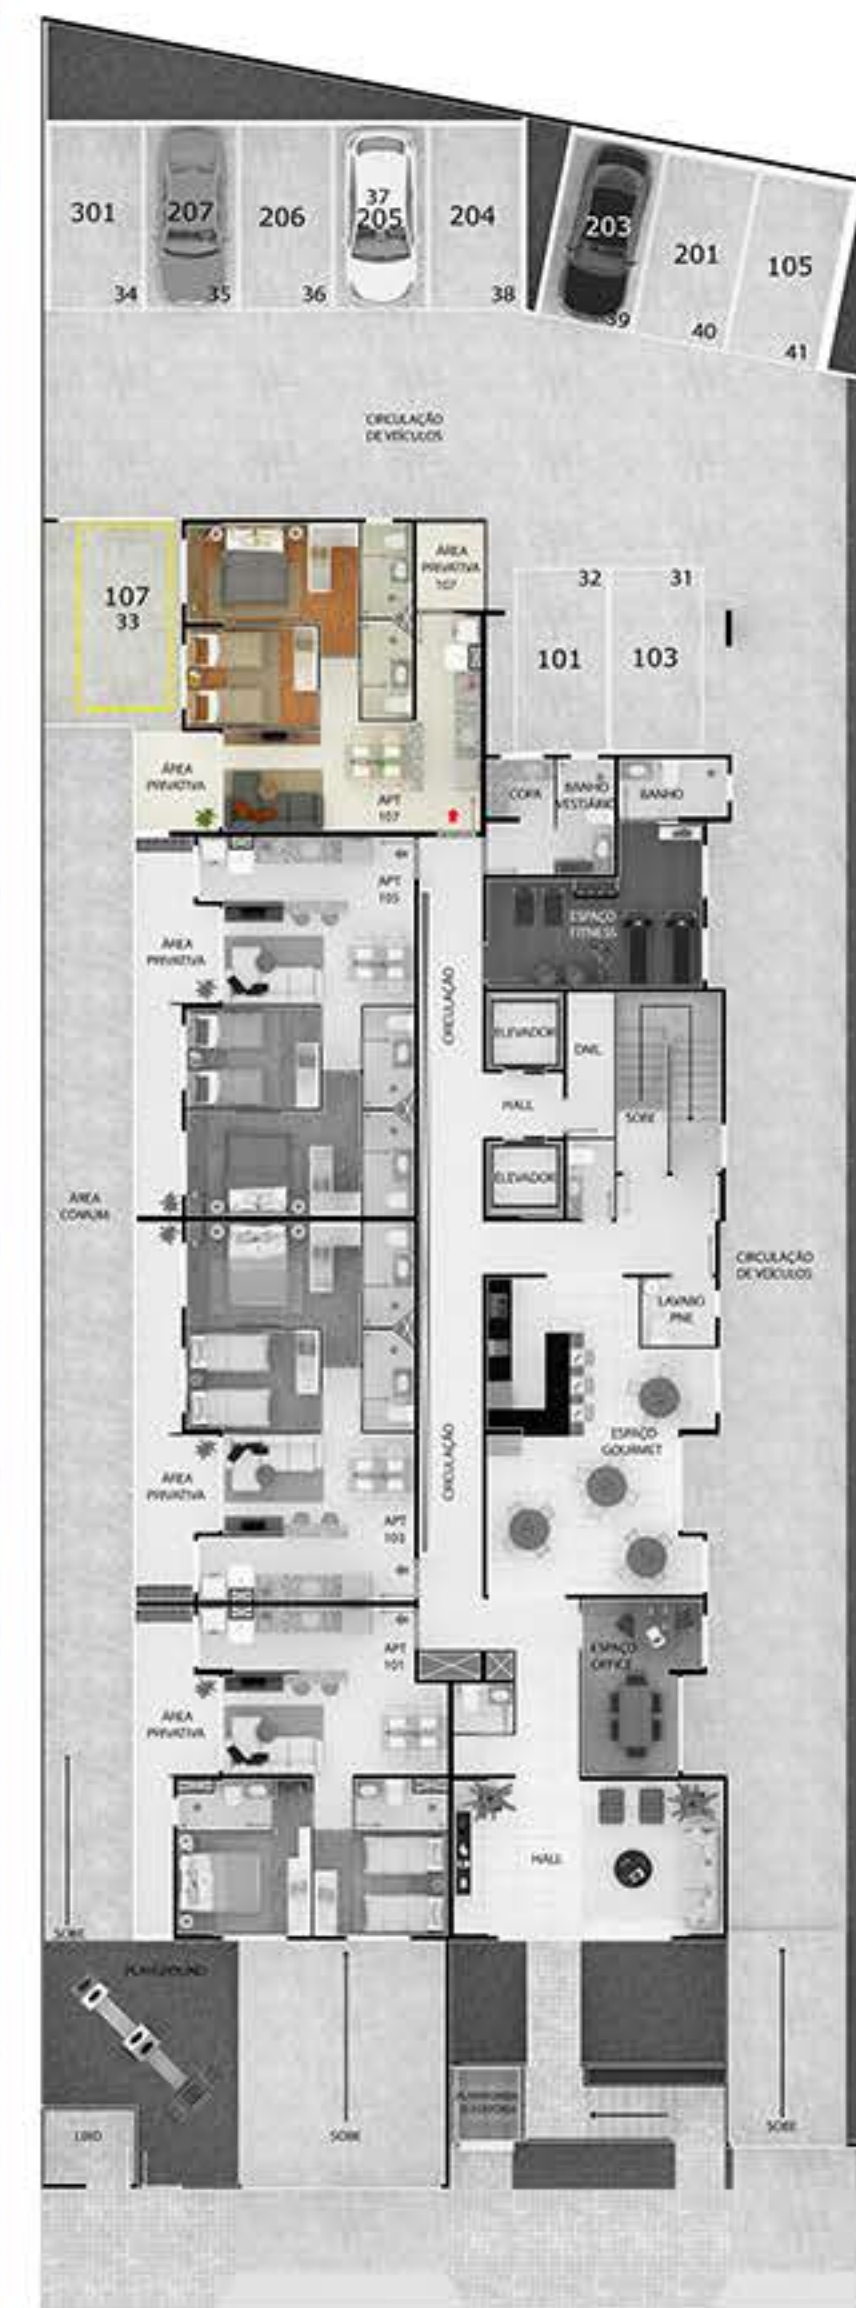 301
207
206
37
205
204
203
201
105
34
35
36
38
39
40
41
CIRCULAÇÃO
DE VEÍCULOS
ÁREA
PRIVATIVA
107
107
33
32
31
101
103
ÁREA
PRIVATIVA
APT
107
COPA
BANHO
VESTIÁRIO
BANHO
APT
105
ÁREA
PRIVATIVA
ESPAÇO
FITNESS
CIRCULAÇÃO
ELEVADOR
DML
HALL
SOBE
ELEVADOR
ÁREA
COMUM
CIRCULAÇÃO
DE VEÍCULOS
LAVABO
PNE
ESPAÇO
GOURMET
CIRCULAÇÃO
ÁREA
PRIVATIVA
APT
103
APT
101
ESPAÇO
OFFICE
ÁREA
PRIVATIVA
HALL
SOBE
PLAYGROUND
LIXO
SOBE
SOBE